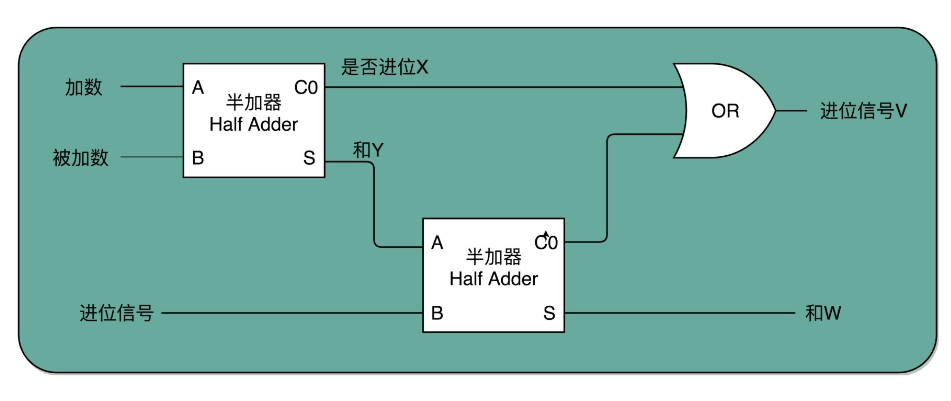 是否进位X
加数
A
C0
半加器
Half Adder
OR
进位信号V
被加数
B
S
和Y
A
C0
半加器
Half Adder
进位信号
B
S
和W